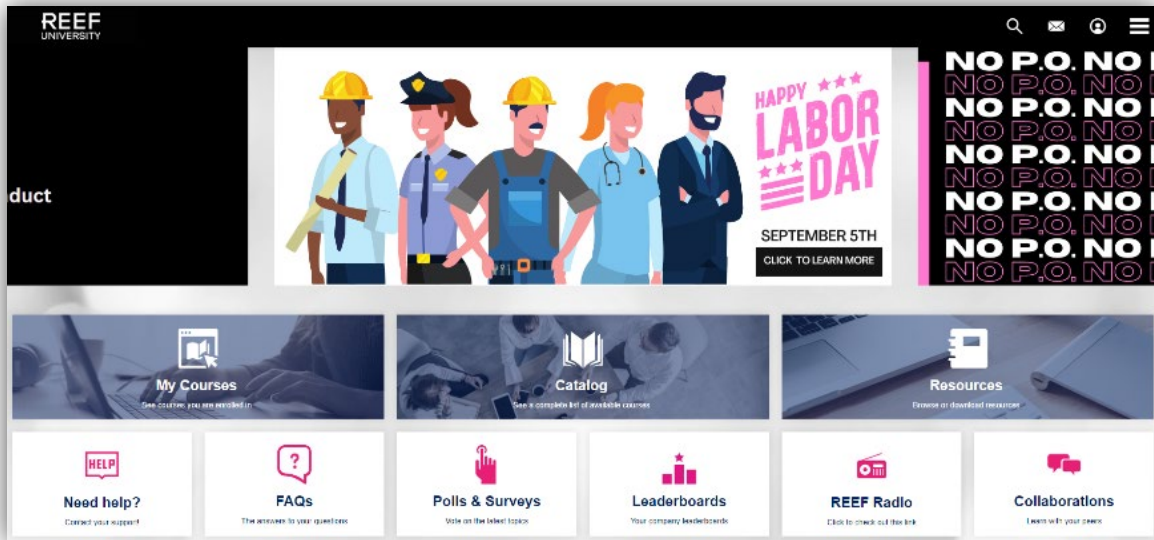 REEF
UNIVERSITY
duct
HAPPY
LABOR
DAY
SEPTEMBER 5TH
CLICK TO LEARN MORE
NO P.O. NO
NO P.O. NO
NO P.O. NO
NO P.O. NO
NO P.O. NO
NO P.O. NO
NO P.O. NO
NO P.O. NO
NO P.O. NO
NO P.O. NO
My Courses
See courses you are enrolled in
Catalog
See a complete list of available courses
Resources
Browse or download resources
HELP
Need help?
Contact your support!
?
FAQs
The answers to your questions
Polls & Surveys
Vote on the latest topics
Leaderboards
Your company leaderboards
REEF Radio
Click to check out this link
Collaborations
Learn with your peers